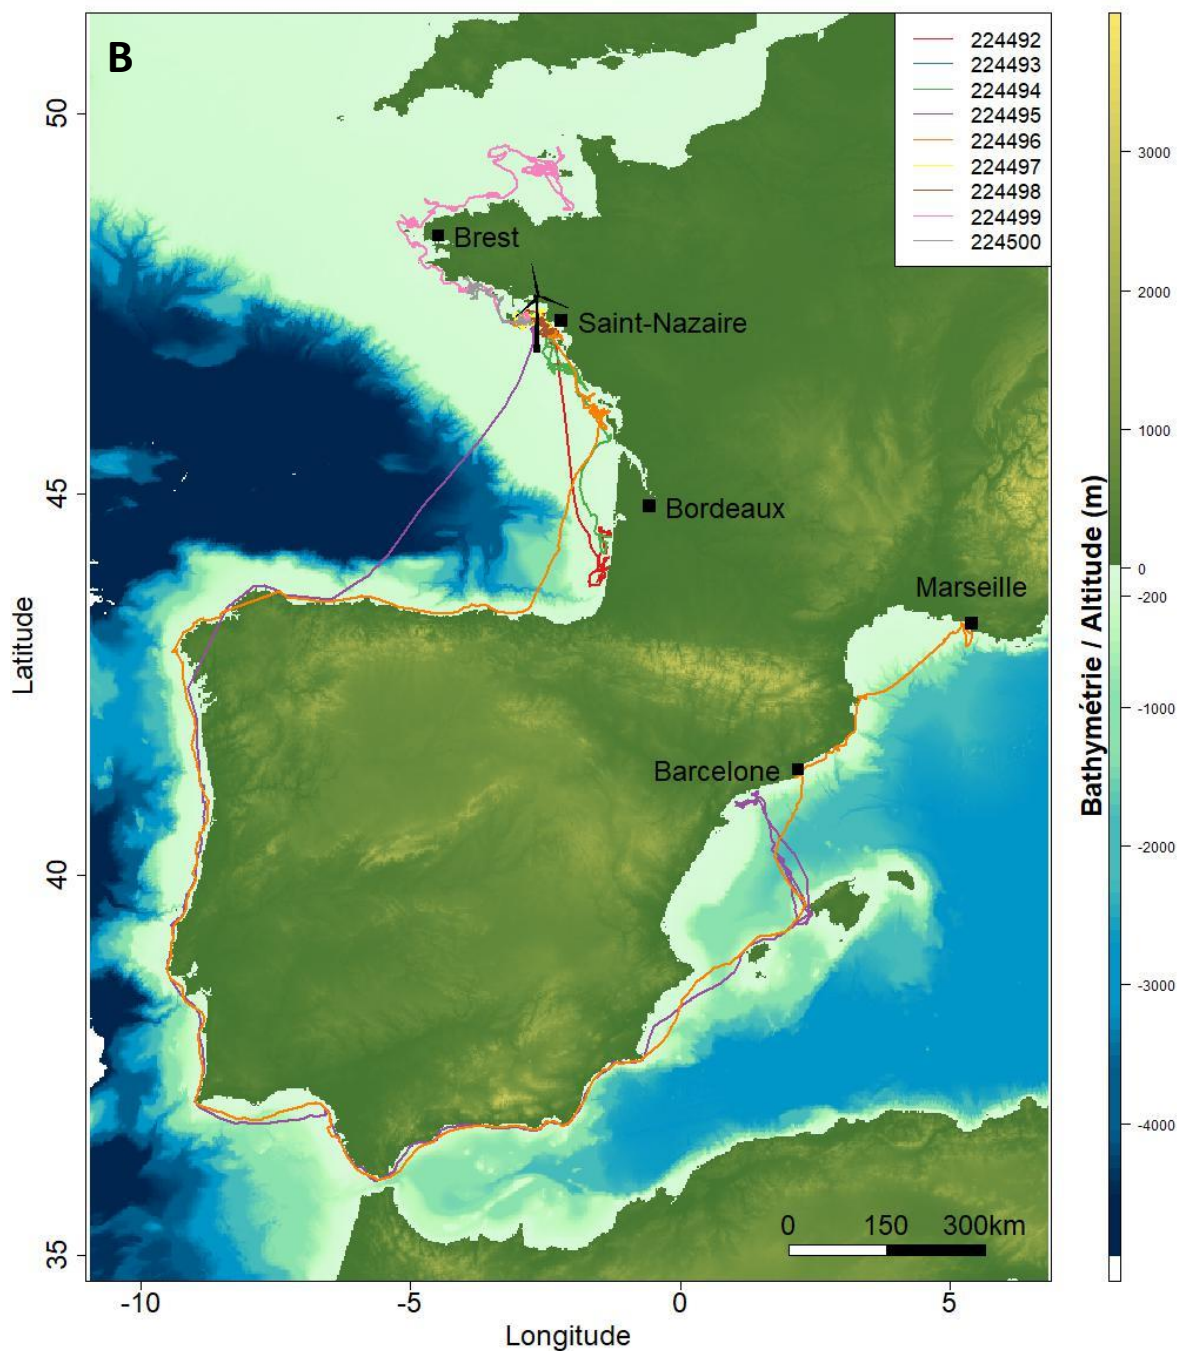 B
224492
224493
224494
224495
224496
224497
224498
224499
224500
Brest
Saint-Nazaire
Bordeaux
Marseille
Barcelone
0 150 300km
50
45
40
35
Latitude
-10 -5 0 5
Longitude
3000
2000
1000
0
-200
-1000
-2000
-3000
-4000
Bathymétrie / Altitude (m)